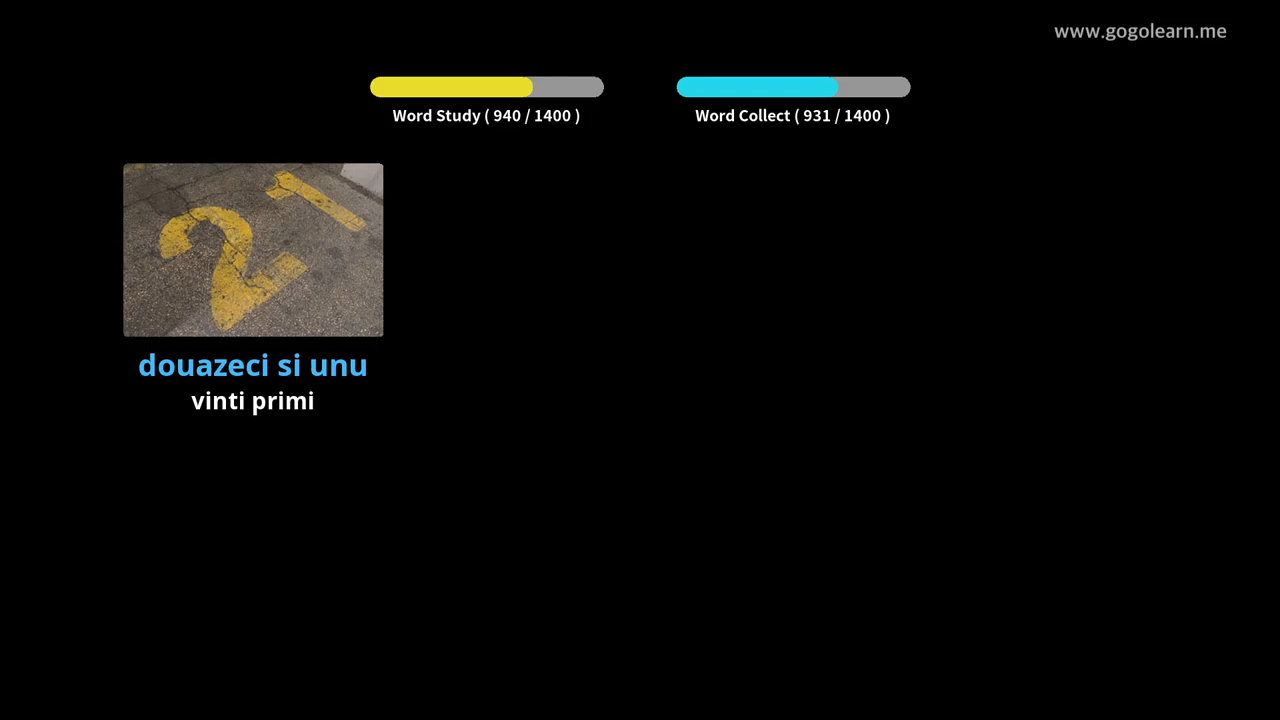 www.gogolearn.me
Word Study ( 940 / 1400 )
Word Collect ( 931 / 1400 )
21
douazeci si unu
vinti primi